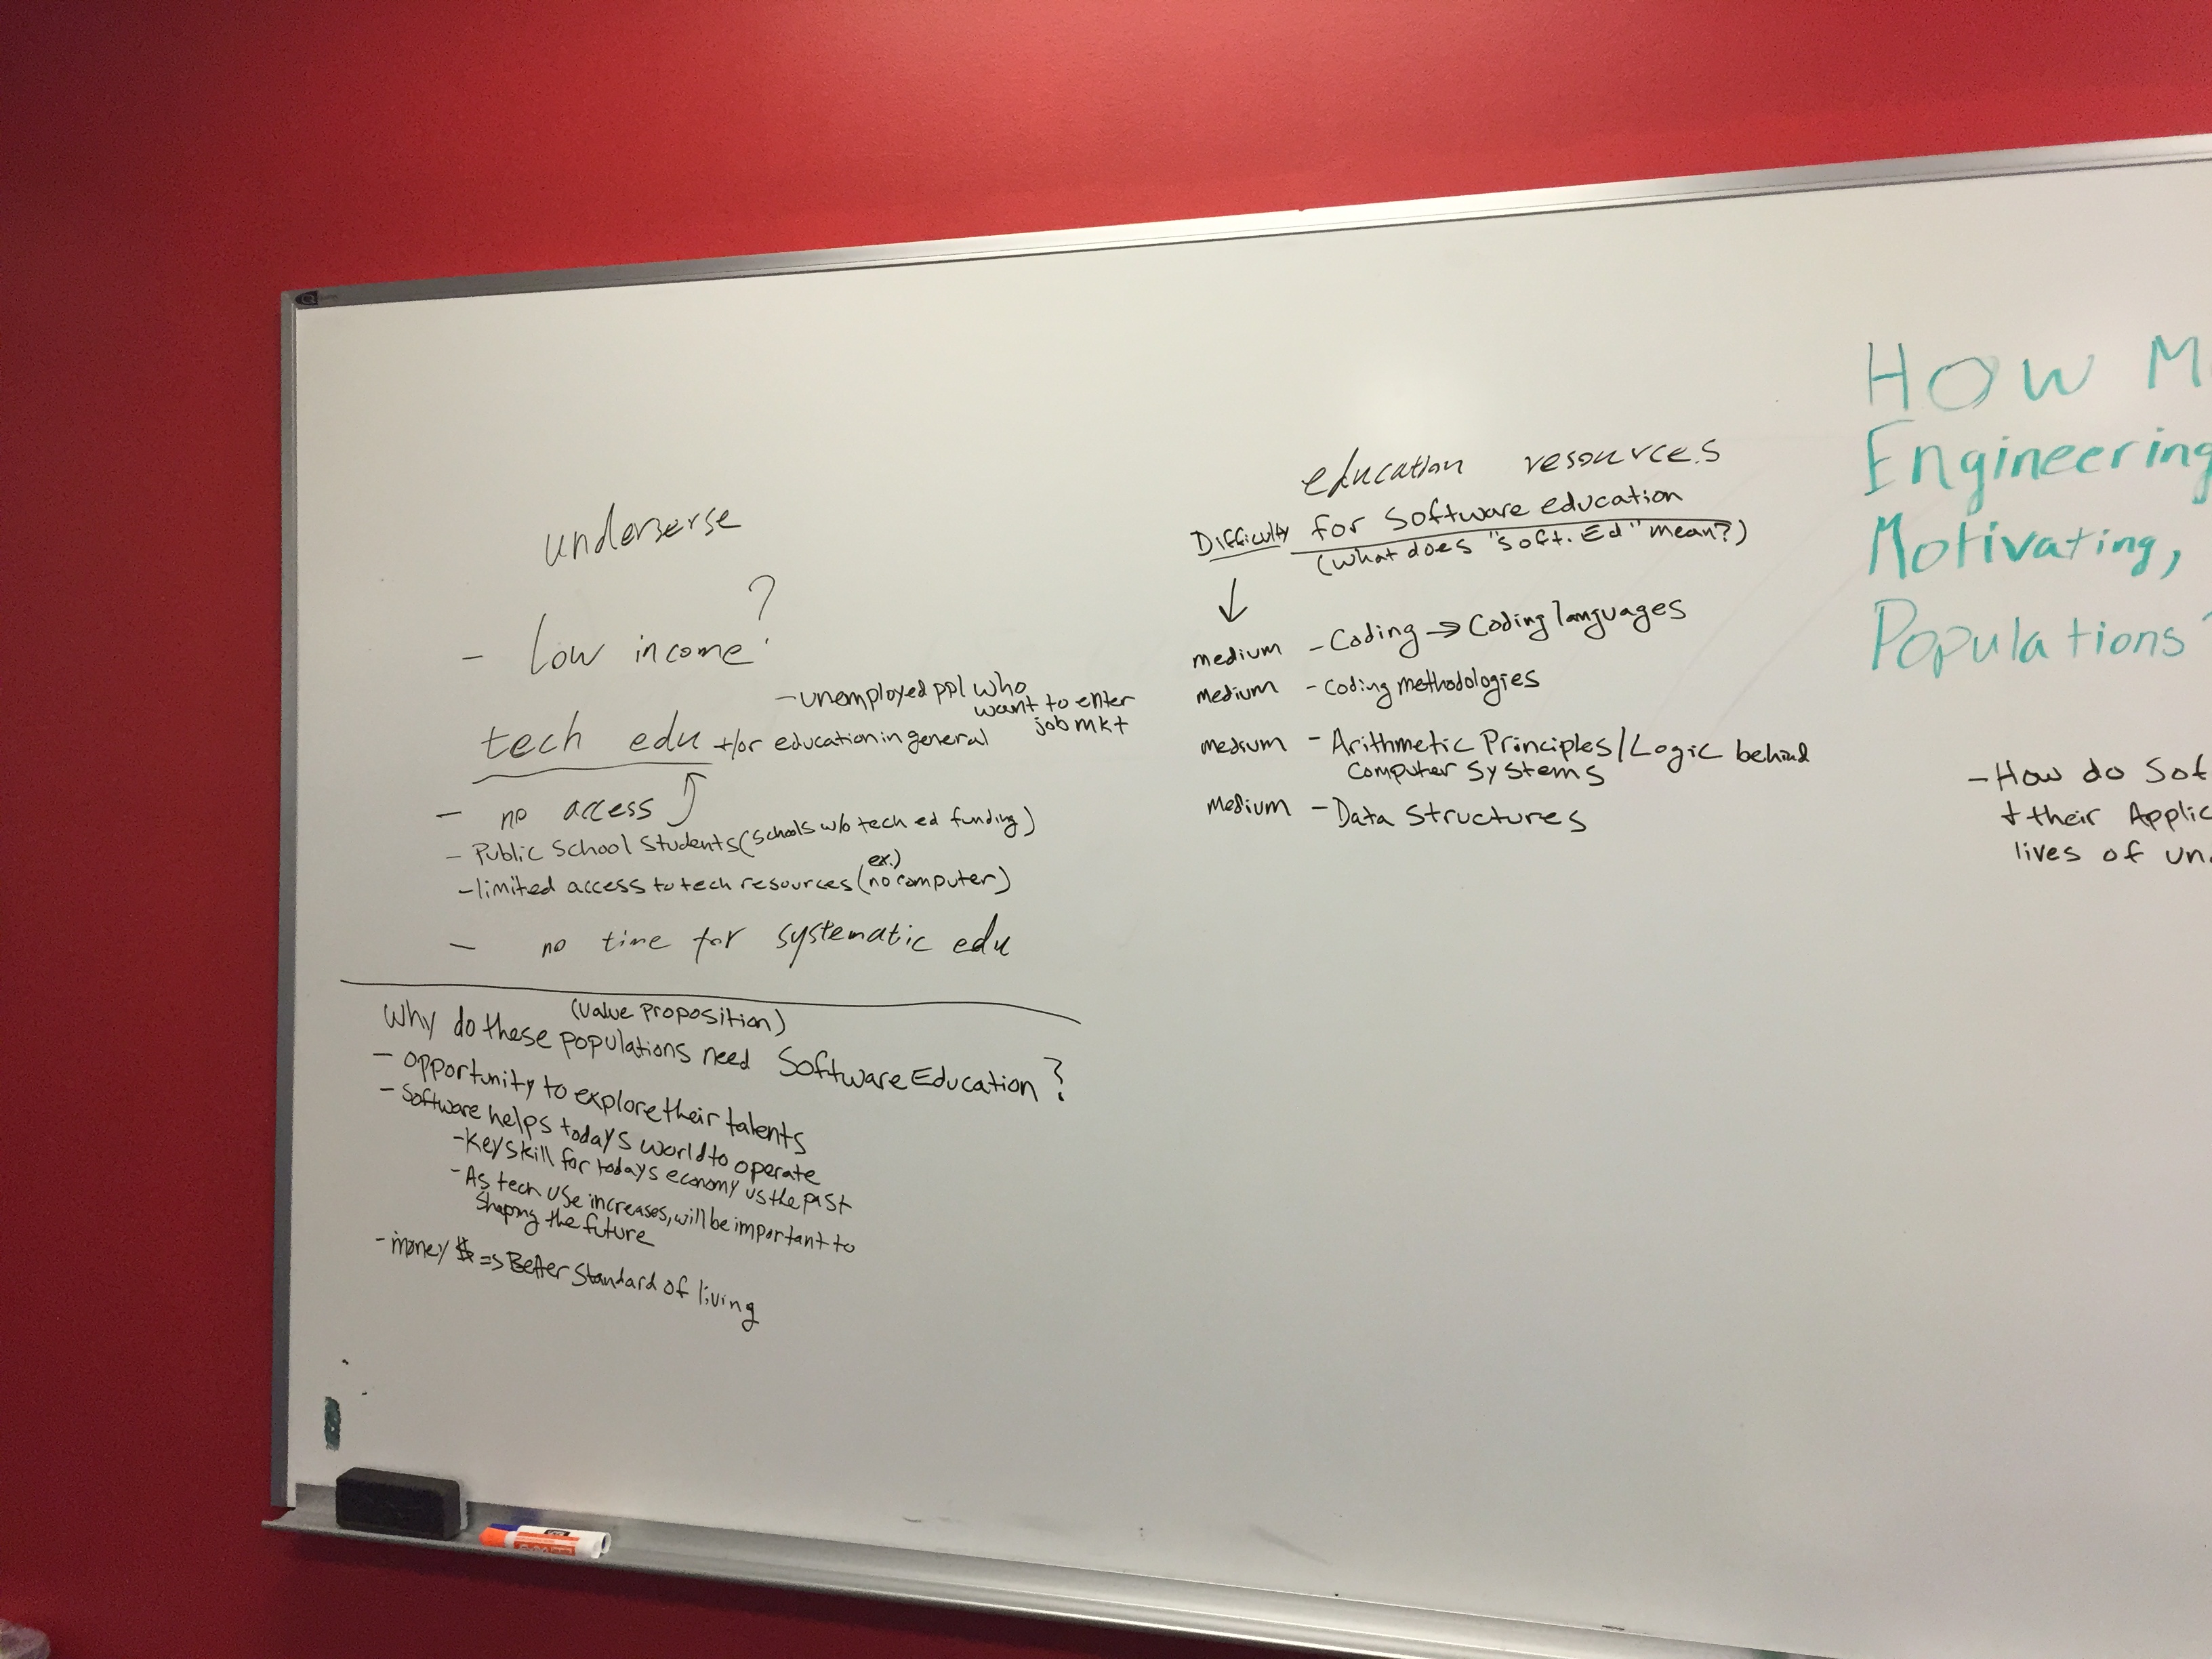 underserse
- low income?
- unemployed ppl who
want to enter
job mkt
tech edu +/or education in general
- no access
- Public School Students (schools w/o tech ed funding)
- limited access to tech resources (ex.) no computer)
- no time for systematic edu
(Value Proposition)
Why do these populations need Software Education?
- opportunity to explore their talents
- Software helps todays world to operate
- Key skill for todays economy vs the past
- As tech use increases, will be important to
shaping the future
- money $ => Better Standard of living
education resources
Difficulty for Software education
(what does "soft. Ed" mean?)
medium - Coding → Coding languages
medium - Coding methodologies
medium - Arithmetic Principles/Logic behind
Computer Systems
medium - Data Structures
How M
Engineering
Motivating,
Populations?
- How do Sof
+ their Applic
lives of un